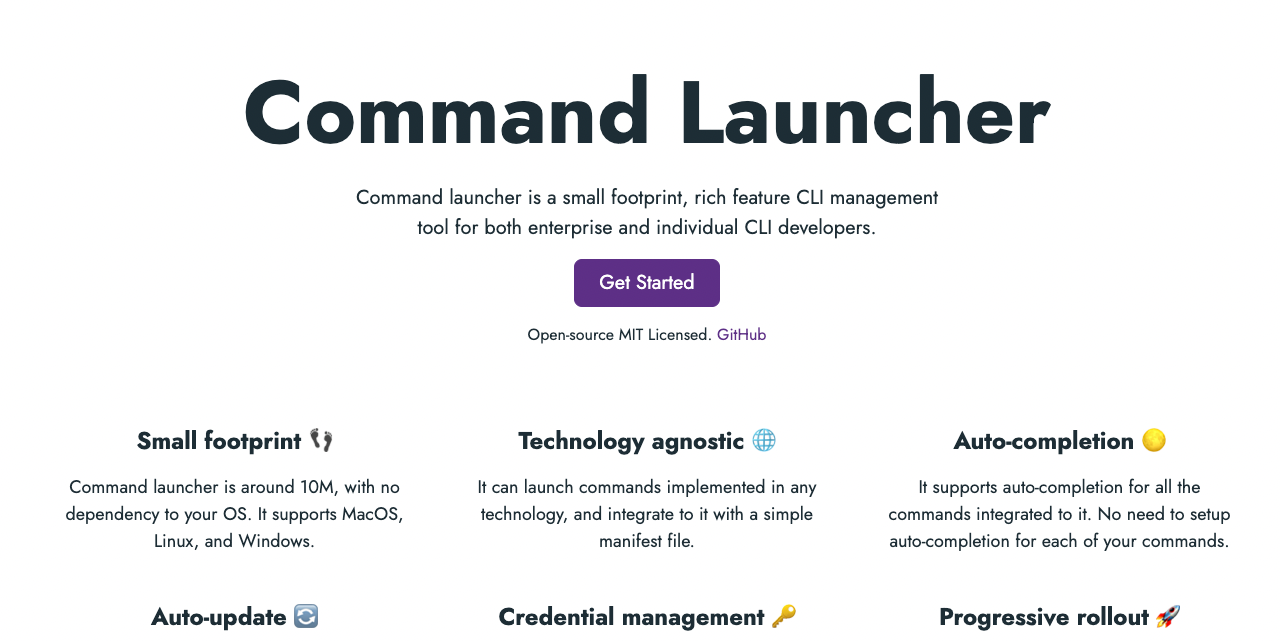 Command Launcher
Command launcher is a small footprint, rich feature CLI management
tool for both enterprise and individual CLI developers.
Get Started
Open-source MIT Licensed. GitHub
Small footprint 👣
Command launcher is around 10M, with no
dependency to your OS. It supports MacOS,
Linux, and Windows.
Technology agnostic 🌐
It can launch commands implemented in any
technology, and integrate to it with a simple
manifest file.
Auto-completion 🌕
It supports auto-completion for all the
commands integrated to it. No need to setup
auto-completion for each of your commands.
Auto-update 🔄
Credential management 🔑
Progressive rollout 🚀